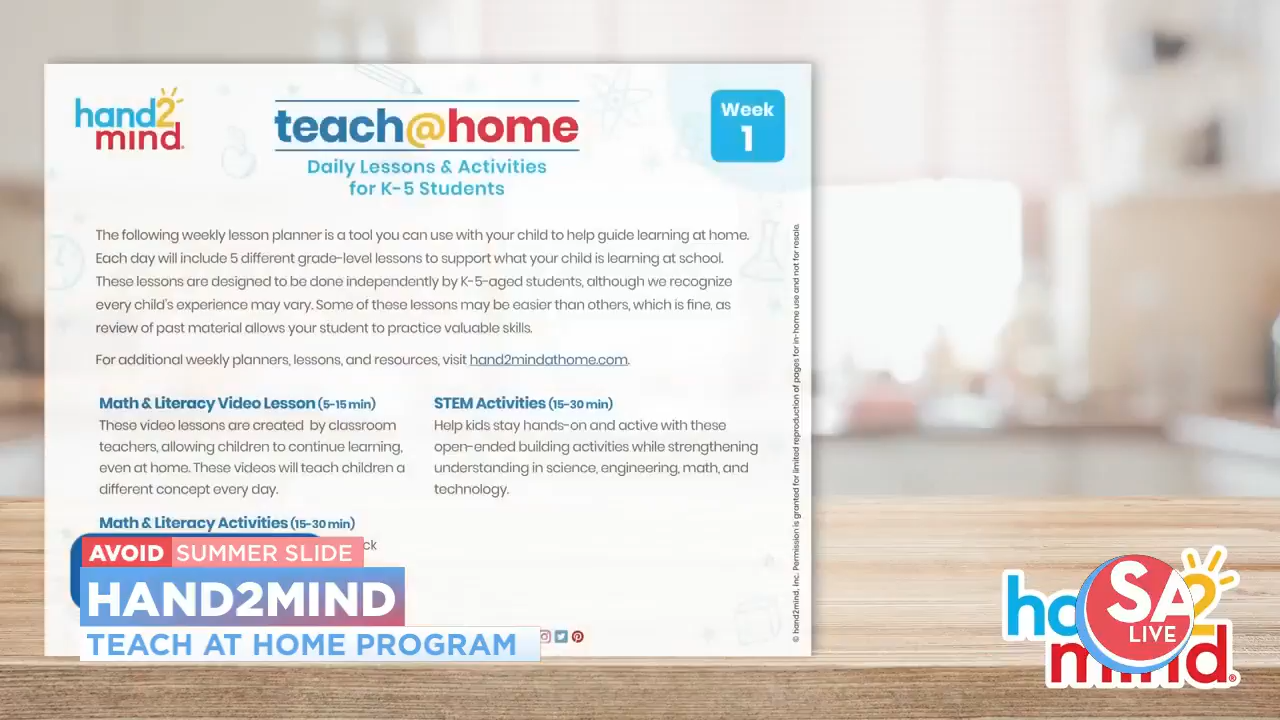 hand2
mind
teach@home
Daily Lessons & Activities
for K-5 Students
Week
1
The following weekly lesson planner is a tool you can use with your child to help guide learning at home.
Each day will include 5 different grade-level lessons to support what your child is learning at school.
These lessons are designed to be done independently by K-5-aged students, although we recognize
every child's experience may vary. Some of these lessons may be easier than others, which is fine, as
review of past material allows your student to practice valuable skills.
For additional weekly planners, lessons, and resources, visit hand2mindathome.com.
Math & Literacy Video Lesson (5-15 min)
These video lessons are created by classroom
teachers, allowing children to continue learning,
even at home. These videos will teach children a
different concept every day.
STEM Activities (15-30 min)
Help kids stay hands-on and active with these
open-ended building activities while strengthening
understanding in science, engineering, math, and
technology.
Math & Literacy Activities (15-30 min)
© hand2mind, Inc. Permission is granted for limited reproduction of pages for in-home use and not for resale.
AVOID SUMMER SLIDE
HAND2MIND
TEACH AT HOME PROGRAM
SA
LIVE
mind®